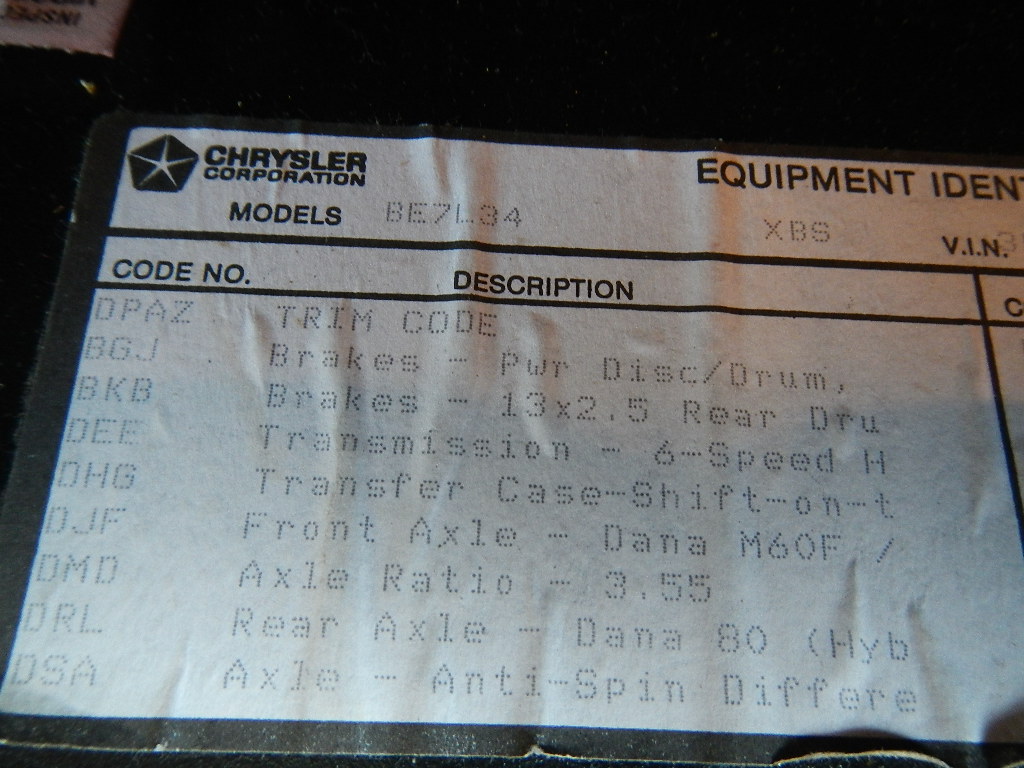 INSPE
CHRYSLER
CORPORATION
EQUIPMENT IDENT
MODELS BE7L34 XBS V.I.N. 3
CODE NO. DESCRIPTION C
DPAZ TRIM CODE
BGJ Brakes - Pwr Disc/Drum,
BKB Brakes - 13x2.5 Rear Dru
DEE Transmission - 6-Speed H
DHG Transfer Case-Shift-on-t
DJF Front Axle - Dana M60F /
DMD Axle Ratio - 3.55
DRL Rear Axle - Dana 80 (Hyb
DSA Axle - Anti-Spin Differe